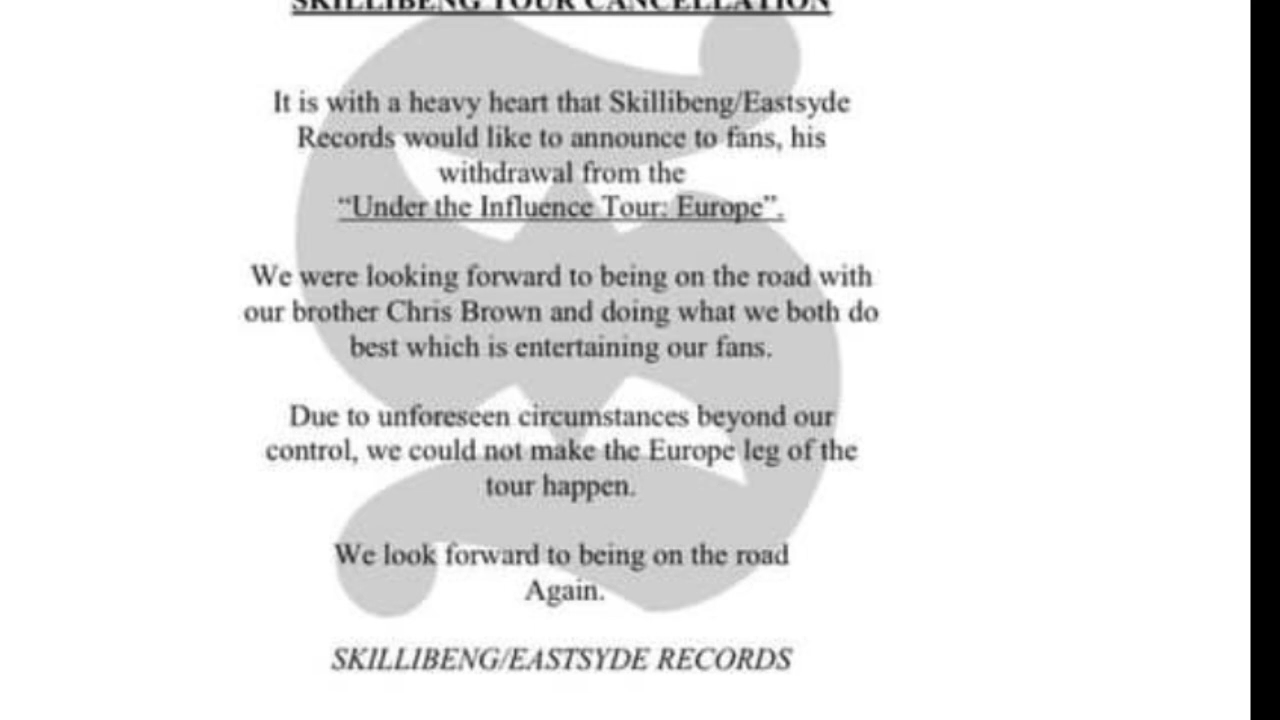 SKILLIBENG TOUR CANCELLATION
It is with a heavy heart that Skillibeng/Eastsyde
Records would like to announce to fans, his
withdrawal from the
“Under the Influence Tour: Europe”.
We were looking forward to being on the road with
our brother Chris Brown and doing what we both do
best which is entertaining our fans.
Due to unforeseen circumstances beyond our
control, we could not make the Europe leg of the
tour happen.
We look forward to being on the road
Again.
SKILLIBENG/EASTSYDE RECORDS